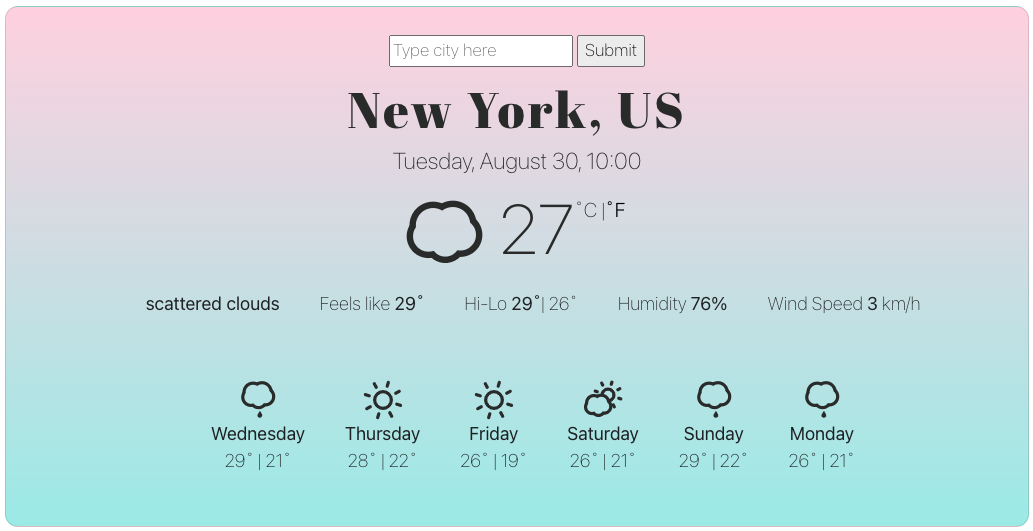 Type city here Submit
New York, US
Tuesday, August 30, 10:00
27 °C |°F
scattered clouds Feels like 29° Hi-Lo 29°| 26° Humidity 76% Wind Speed 3 km/h
Wednesday Thursday Friday Saturday Sunday Monday
29° | 21° 28° | 22° 26° | 19° 26° | 21° 29° | 22° 26° | 21°